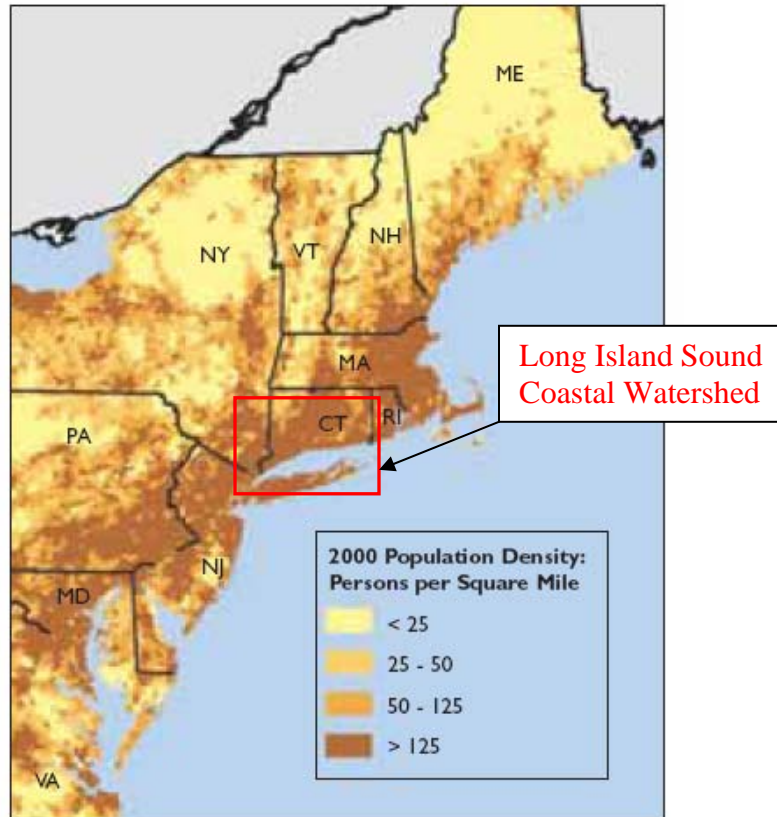 ME
NY
VT
NH
MA
Long Island Sound
Coastal Watershed
CT
RI
PA
NJ
MD
VA
2000 Population Density:
Persons per Square Mile
< 25
25 - 50
50 - 125
> 125